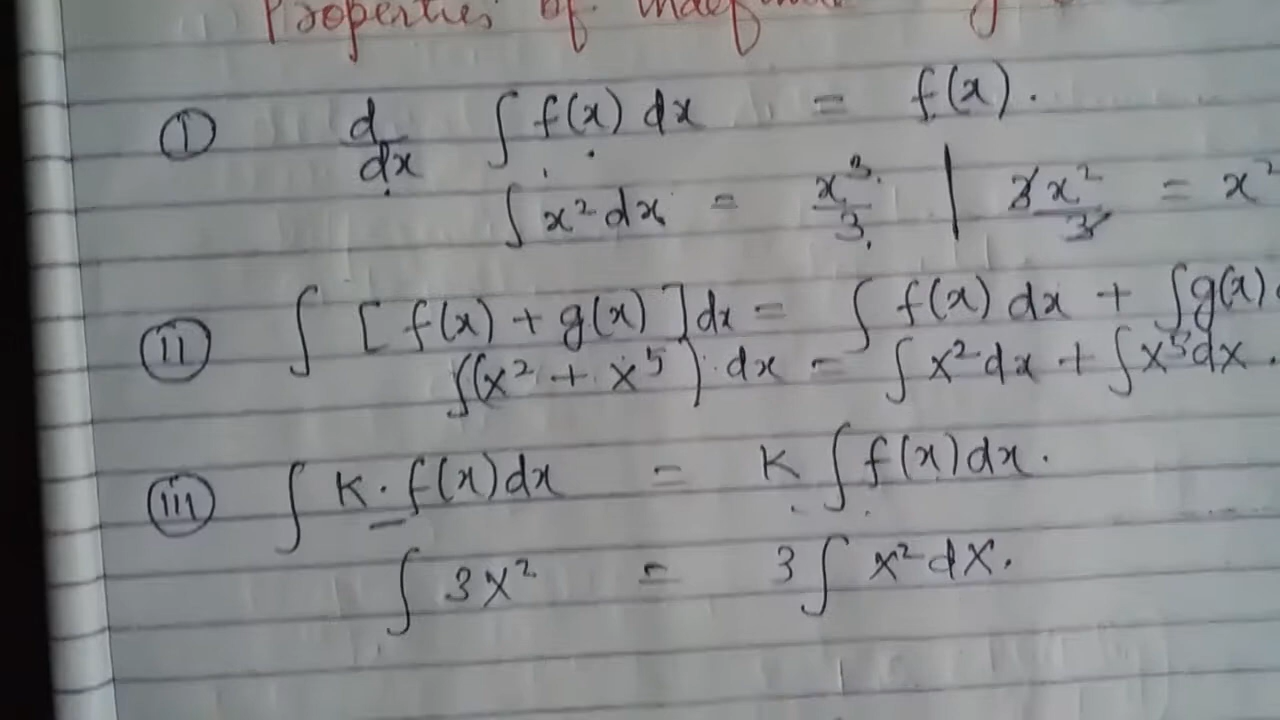 Properties of
(I) d/dx ∫ f(x) dx = f(x).
∫ x² dx = x³/3 | 3x²/3 = x²
(II) ∫ [f(x) + g(x)] dx = ∫ f(x) dx + ∫ g(x)
∫(x² + x⁵) dx = ∫ x² dx + ∫ x⁵ dx.
(III) ∫ K · f(x) dx = K ∫ f(x) dx.
∫ 3x² = 3 ∫ x² dx.